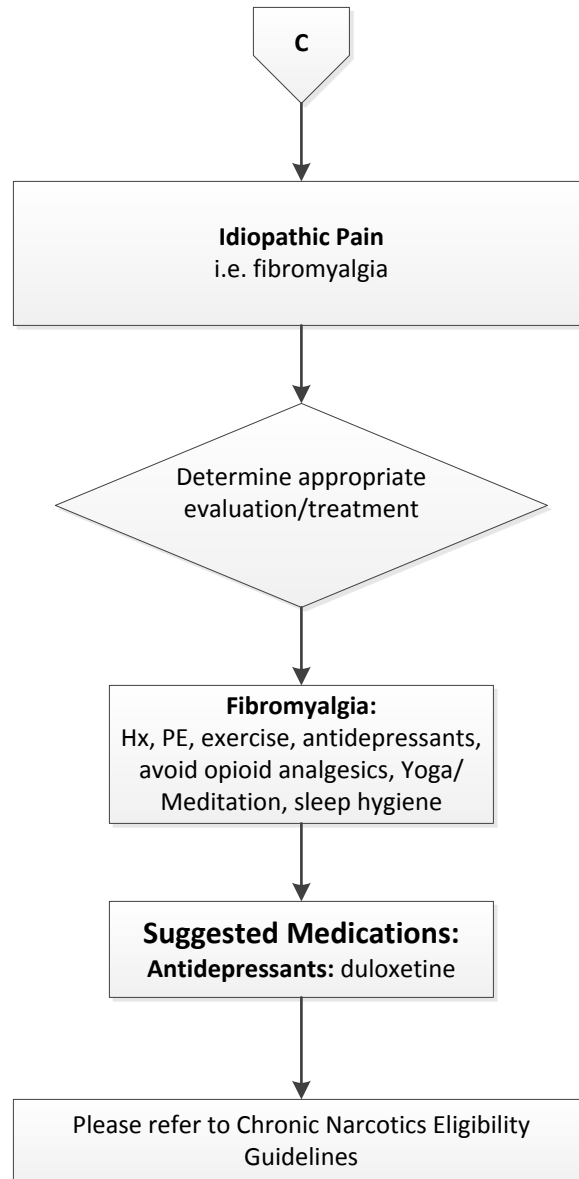 C
Idiopathic Pain
i.e. fibromyalgia
Determine appropriate
evaluation/treatment
Fibromyalgia:
Hx, PE, exercise, antidepressants,
avoid opioid analgesics, Yoga/
Meditation, sleep hygiene
Suggested Medications:
Antidepressants: duloxetine
Please refer to Chronic Narcotics Eligibility
Guidelines